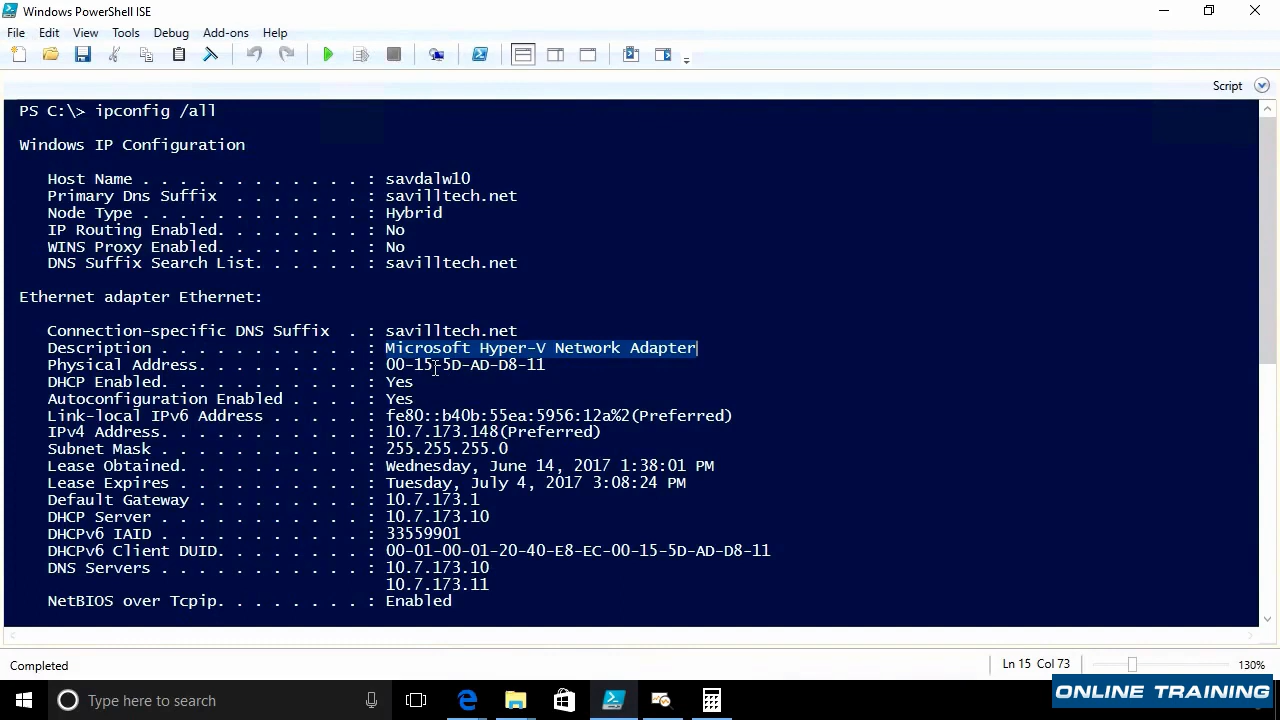 Windows PowerShell ISE
File Edit View Tools Debug Add-ons Help
Script
PS C:\> ipconfig /all
Windows IP Configuration
Host Name . . . . . . . . . . . . : savdalw10
Primary Dns Suffix . . . . . . . : savilltech.net
Node Type . . . . . . . . . . . . : Hybrid
IP Routing Enabled. . . . . . . . : No
WINS Proxy Enabled. . . . . . . . : No
DNS Suffix Search List. . . . . . : savilltech.net
Ethernet adapter Ethernet:
Connection-specific DNS Suffix . : savilltech.net
Description . . . . . . . . . . . : Microsoft Hyper-V Network Adapter
Physical Address. . . . . . . . . : 00-15-5D-AD-D8-11
DHCP Enabled. . . . . . . . . . . : Yes
Autoconfiguration Enabled . . . . : Yes
Link-local IPv6 Address . . . . . : fe80::b40b:55ea:5956:12a%2(Preferred)
IPv4 Address. . . . . . . . . . . : 10.7.173.148(Preferred)
Subnet Mask . . . . . . . . . . . : 255.255.255.0
Lease Obtained. . . . . . . . . . : Wednesday, June 14, 2017 1:38:01 PM
Lease Expires . . . . . . . . . . : Tuesday, July 4, 2017 3:08:24 PM
Default Gateway . . . . . . . . . : 10.7.173.1
DHCP Server . . . . . . . . . . . : 10.7.173.10
DHCPv6 IAID . . . . . . . . . . . : 33559901
DHCPv6 Client DUID. . . . . . . . : 00-01-00-01-20-40-E8-EC-00-15-5D-AD-D8-11
DNS Servers . . . . . . . . . . . : 10.7.173.10
10.7.173.11
NetBIOS over Tcpip. . . . . . . . : Enabled
Completed
Ln 15 Col 73
130%
Type here to search
ONLINE TRAINING